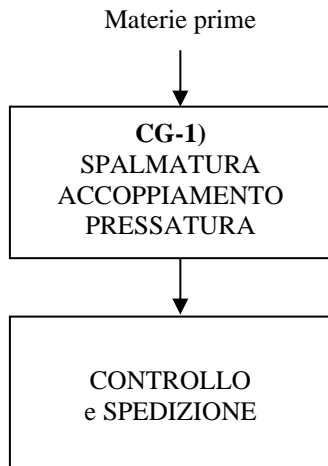 Materie prime
CG-1)
SPALMATURA
ACCOPPIAMENTO
PRESSATURA
CONTROLLO
e SPEDIZIONE